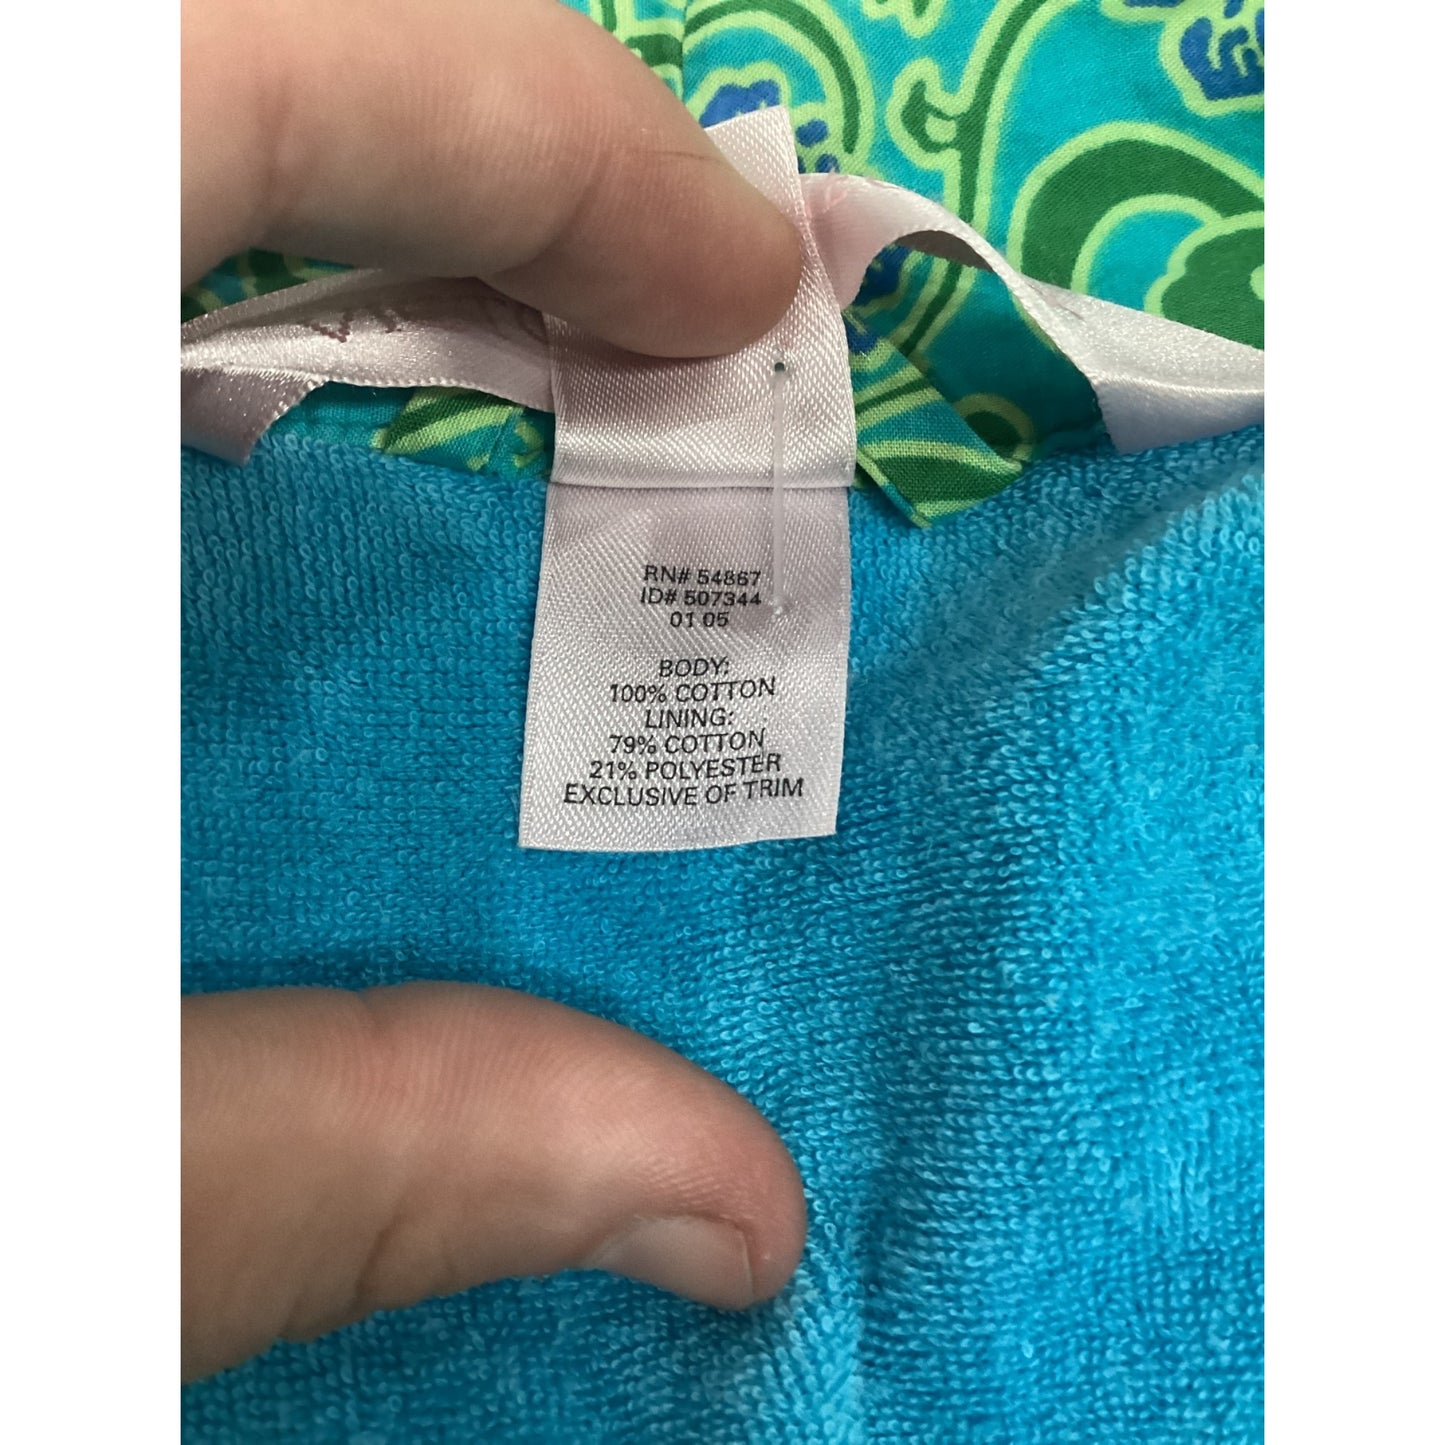 RN# 54867
ID# 507344
01 05
BODY:
100% COTTON
LINING:
79% COTTON
21% POLYESTER
EXCLUSIVE OF TRIM